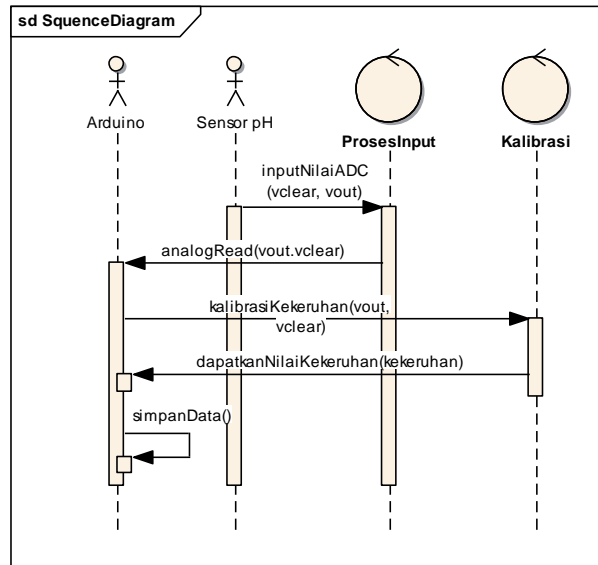 sd SquenceDiagram
Arduino
Sensor pH
ProsesInput
Kalibrasi
inputNilaiADC
(vclear, vout)
analogRead(vout.vclear)
kalibrasiKekeruhan(vout,
vclear)
dapatkanNilaiKekeruhan(kekeruhan)
simpanData()